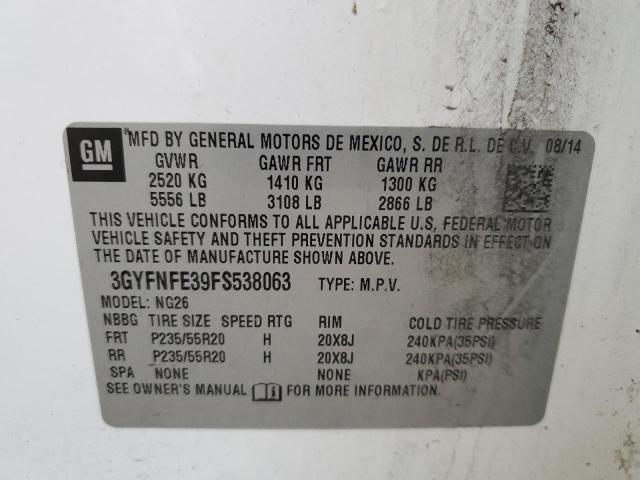 GM ® MFD BY GENERAL MOTORS DE MEXICO, S. DE R.L. DE C.V. 08/14
GVWR GAWR FRT GAWR RR
2520 KG 1410 KG 1300 KG
5556 LB 3108 LB 2866 LB
THIS VEHICLE CONFORMS TO ALL APPLICABLE U.S, FEDERAL MOTOR
VEHICLE SAFETY AND THEFT PREVENTION STANDARDS IN EFFECT ON
THE DATE OF MANUFACTURE SHOWN ABOVE.
3GYFNFE39FS538063 TYPE: M.P.V.
MODEL: NG26
NBBG TIRE SIZE SPEED RTG RIM COLD TIRE PRESSURE
FRT P235/55R20 H 20X8J 240KPA(35PSI)
RR P235/55R20 H 20X8J 240KPA(35PSI)
SPA NONE NONE KPA(PSI)
SEE OWNER'S MANUAL FOR MORE INFORMATION.